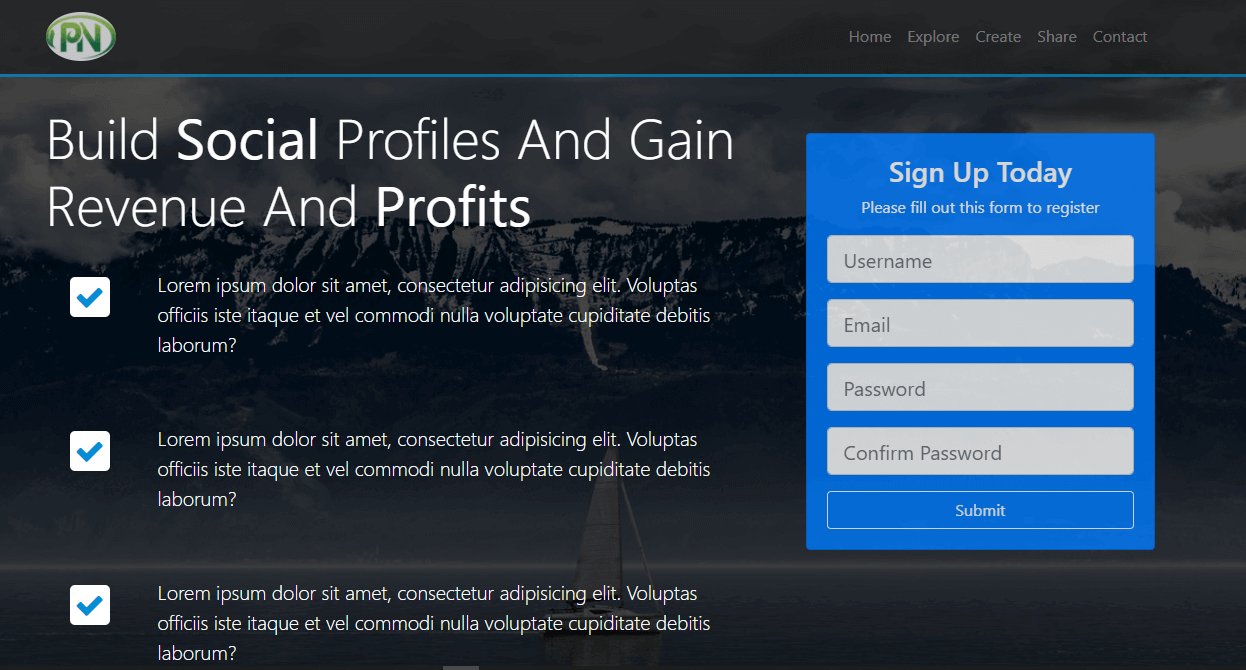 PN
Home Explore Create Share Contact
Build Social Profiles And Gain
Revenue And Profits
Lorem ipsum dolor sit amet, consectetur adipisicing elit. Voluptas
officiis iste itaque et vel commodi nulla voluptate cupiditate debitis
laborum?
Lorem ipsum dolor sit amet, consectetur adipisicing elit. Voluptas
officiis iste itaque et vel commodi nulla voluptate cupiditate debitis
laborum?
Lorem ipsum dolor sit amet, consectetur adipisicing elit. Voluptas
officiis iste itaque et vel commodi nulla voluptate cupiditate debitis
laborum?
Sign Up Today
Please fill out this form to register
Username
Email
Password
Confirm Password
Submit